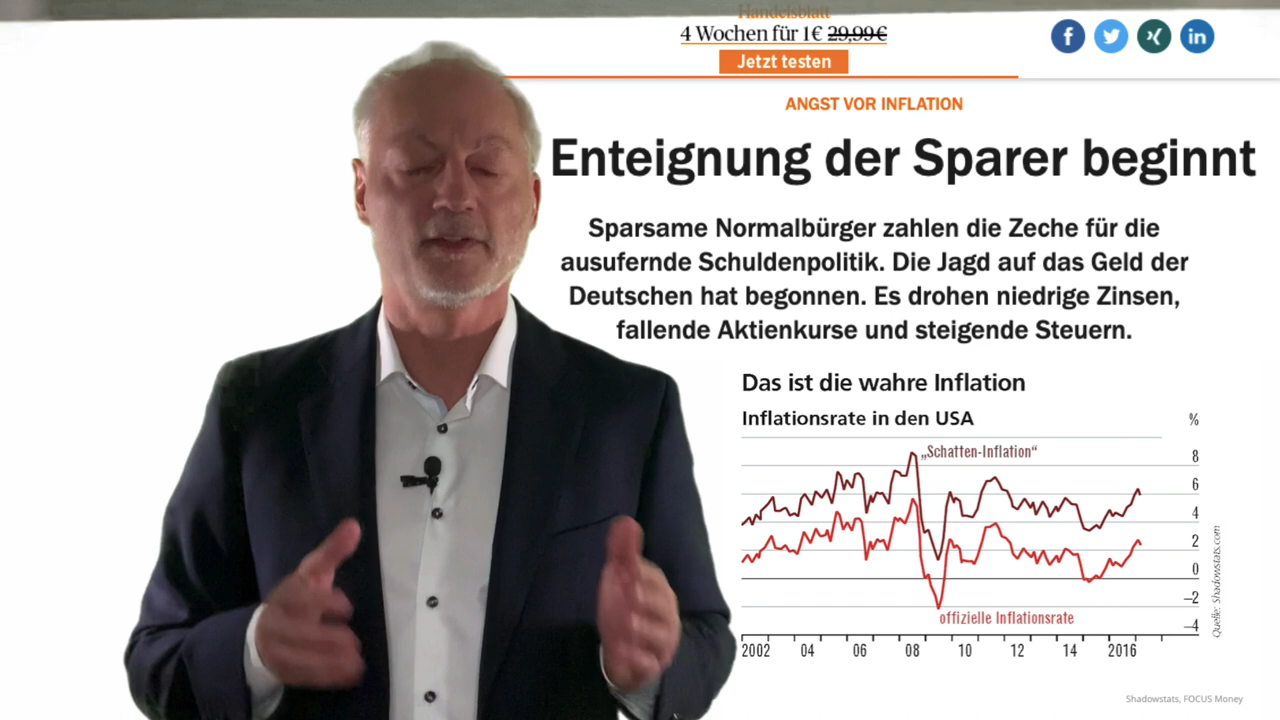 Handelsblatt
4 Wochen für 1€ 29,99€
Jetzt testen
ANGST VOR INFLATION
Enteignung der Sparer beginnt
Sparsame Normalbürger zahlen die Zeche für die
ausufernde Schuldenpolitik. Die Jagd auf das Geld der
Deutschen hat begonnen. Es drohen niedrige Zinsen,
fallende Aktienkurse und steigende Steuern.
Das ist die wahre Inflation
Inflationsrate in den USA
%
„Schatten-Inflation“
8
6
4
2
0
–2
–4
offizielle Inflationsrate
2002 04 06 08 10 12 14 2016
Quelle: Shadowstats.com
Shadowstats, FOCUS Money